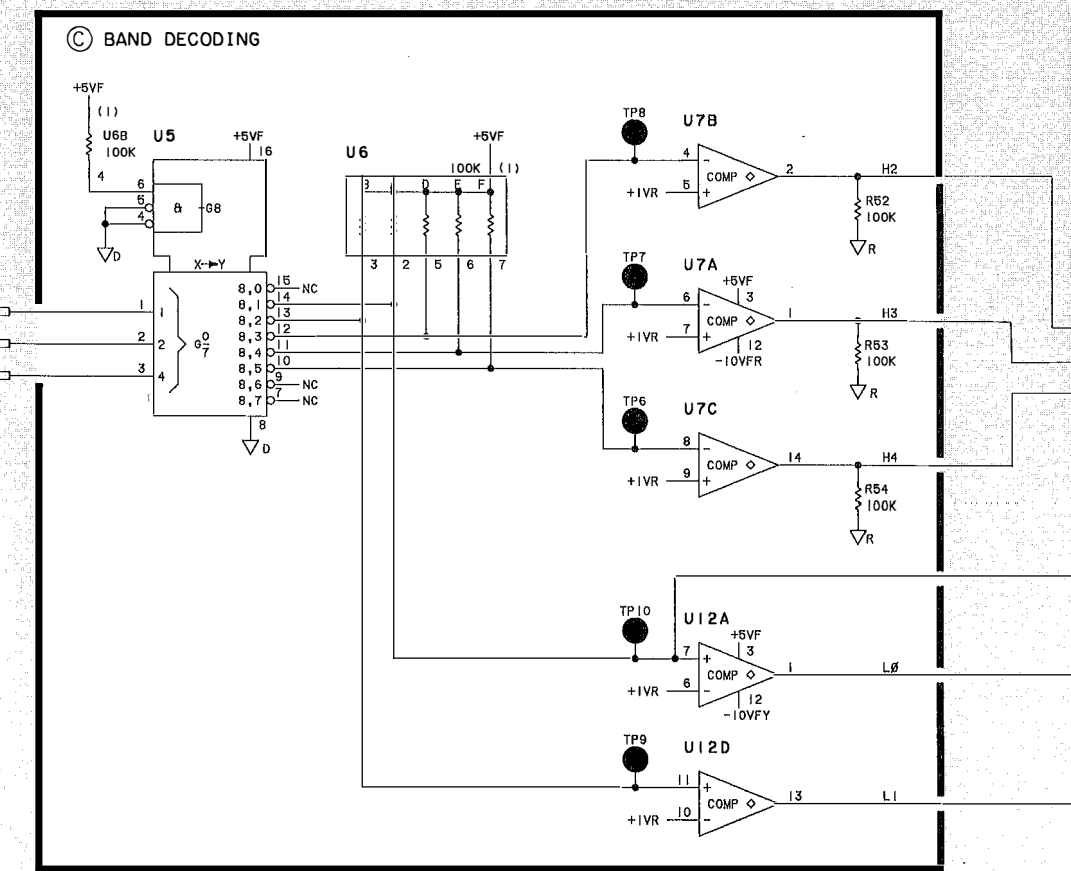 C BAND DECODING
+5VF
(1)
U6B
100K
4
U5
+5VF
16
6
5
4
&
G8
D
X→Y
1
2
3
1
2
4
G 0/7
8,0
8,1
8,2
8,3
8,4
8,5
8,6
8,7
15
14
13
12
11
10
9
7
NC
NC
NC
8
D
U6
+5VF
100K (1)
D E F
3 2 5 6 7
TP8
U7B
4
-
+1VR
5
+
COMP ◇
2
H2
R52
100K
R
TP7
U7A
+5VF
3
6
-
+1VR
7
+
COMP ◇
1
H3
12
-10VFR
R53
100K
R
TP6
U7C
8
-
+1VR
9
+
COMP ◇
14
H4
R54
100K
R
TP10
U12A
+5VF
3
7
+
+1VR
6
-
COMP ◇
1
LØ
12
-10VFY
TP9
U12D
11
+
+1VR
10
-
COMP ◇
13
L1